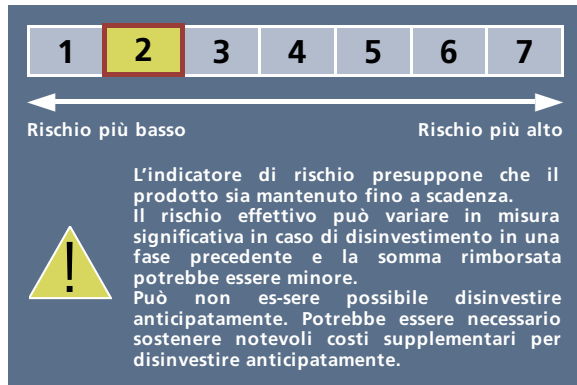 1 2 3 4 5 6 7
Rischio più basso Rischio più alto
L'indicatore di rischio presuppone che il
prodotto sia mantenuto fino a scadenza.
Il rischio effettivo può variare in misura
significativa in caso di disinvestimento in una
fase precedente e la somma rimborsata
potrebbe essere minore.
Può non es-sere possibile disinvestire
anticipatamente. Potrebbe essere necessario
sostenere notevoli costi supplementari per
disinvestire anticipatamente.
!